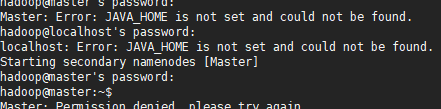 hadoop@master's password:
Master: Error: JAVA_HOME is not set and could not be found.
hadoop@localhost's password:
localhost: Error: JAVA_HOME is not set and could not be found.
Starting secondary namenodes [Master]
hadoop@master's password:
hadoop@master:~$
Master: Permission denied, please try again